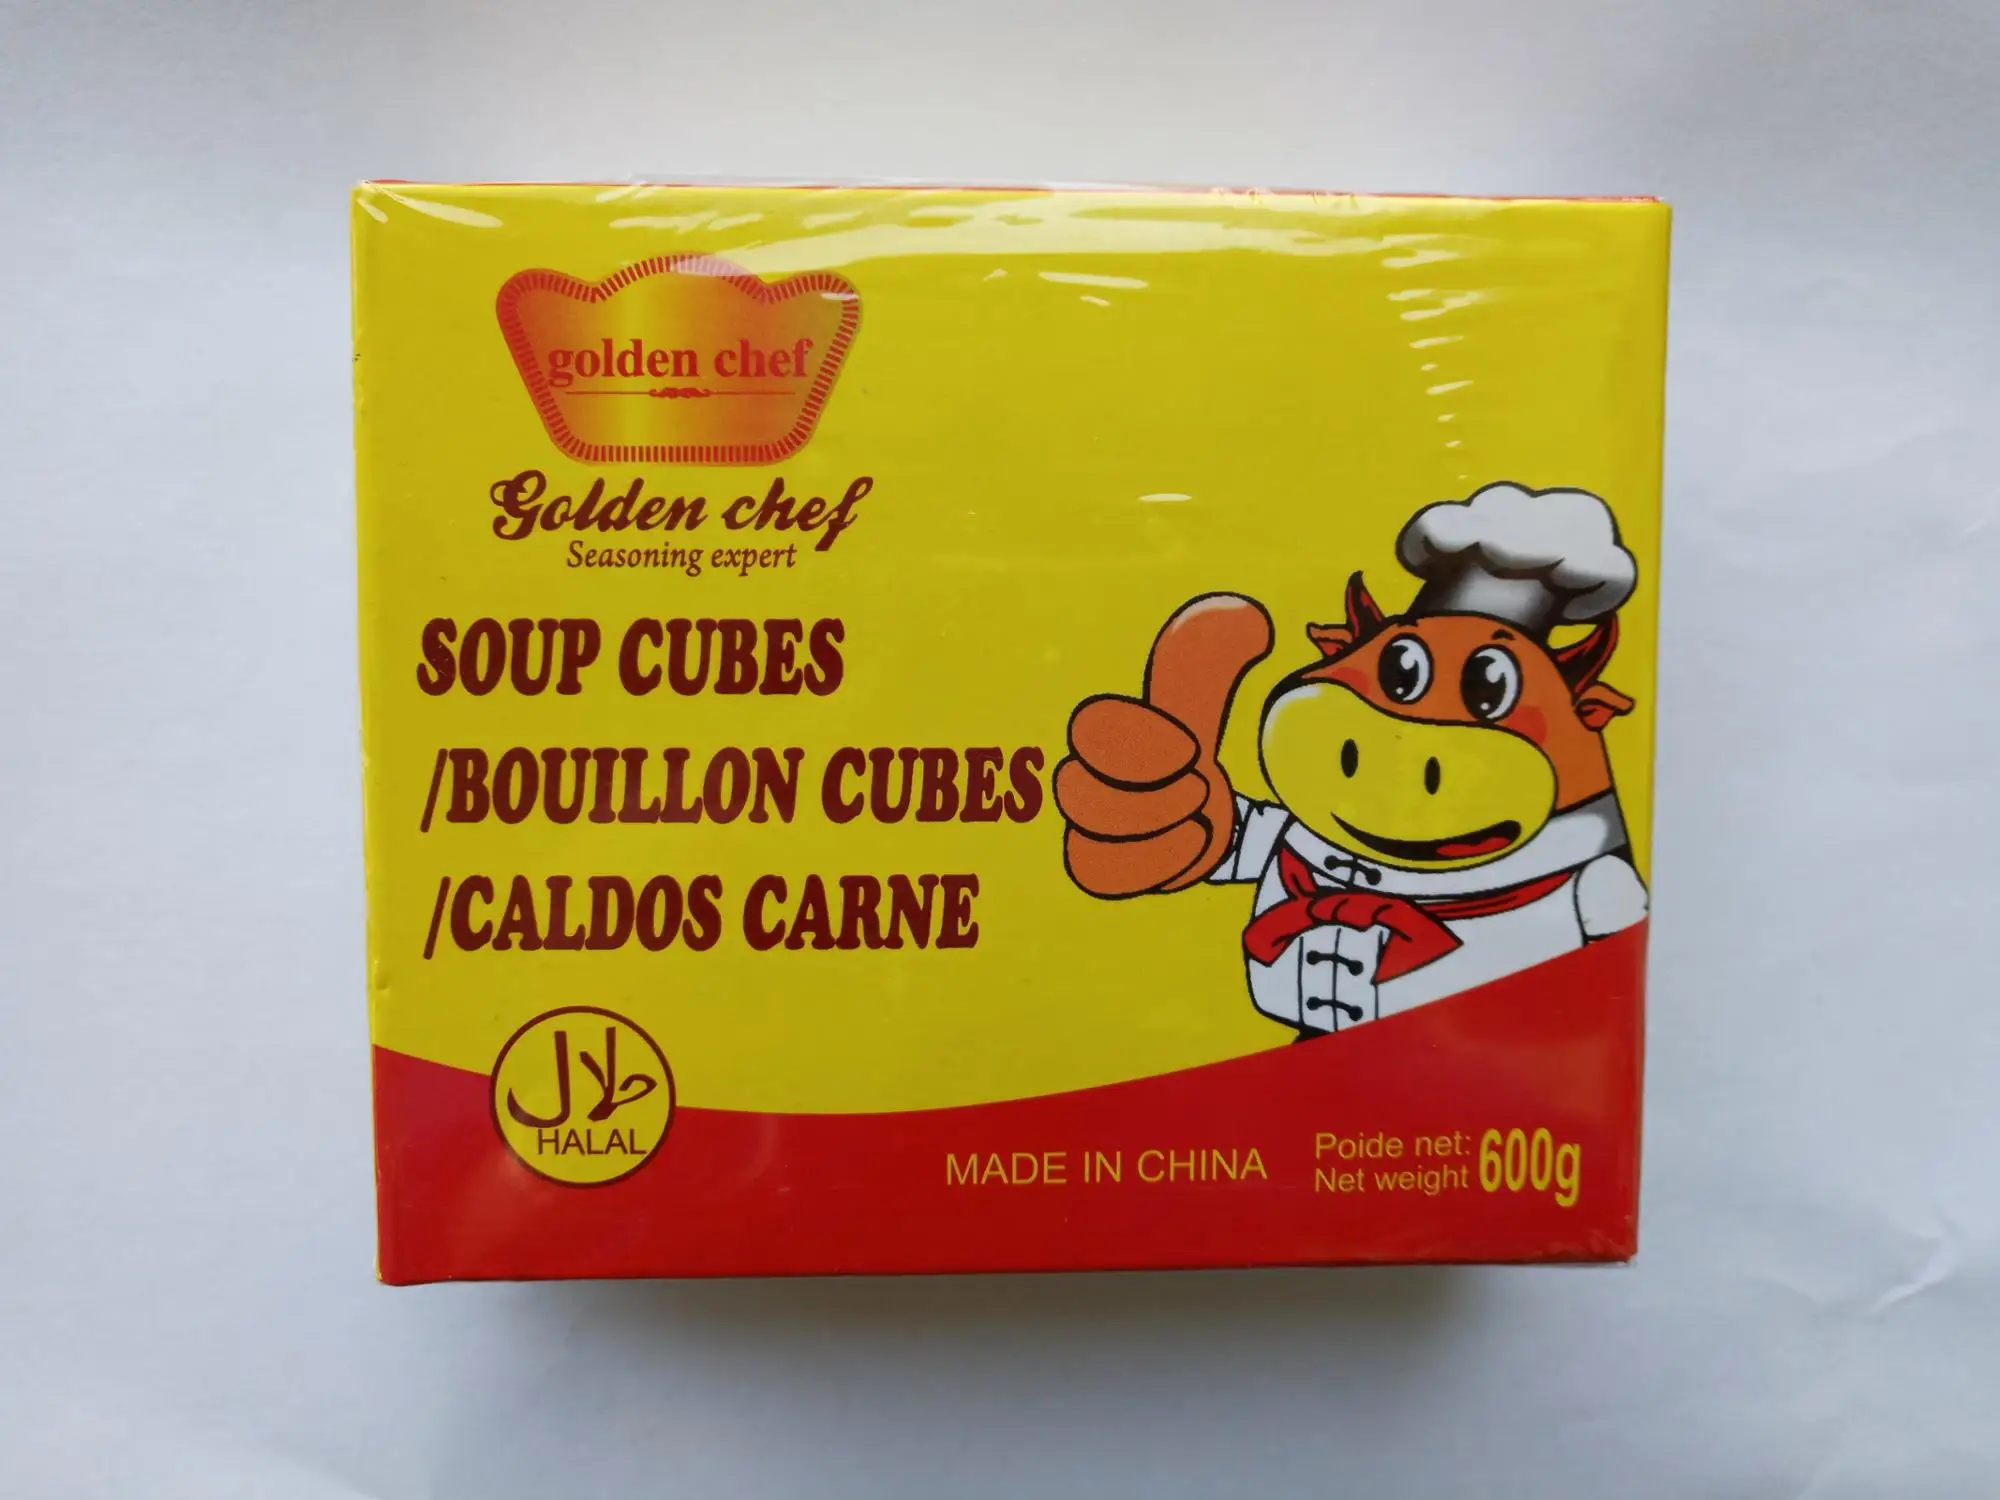 golden chef
Golden chef
Seasoning expert
SOUP CUBES
/BOUILLON CUBES
/CALDOS CARNE
حلال
HALAL
MADE IN CHINA
Poide net:
Net weight 600g